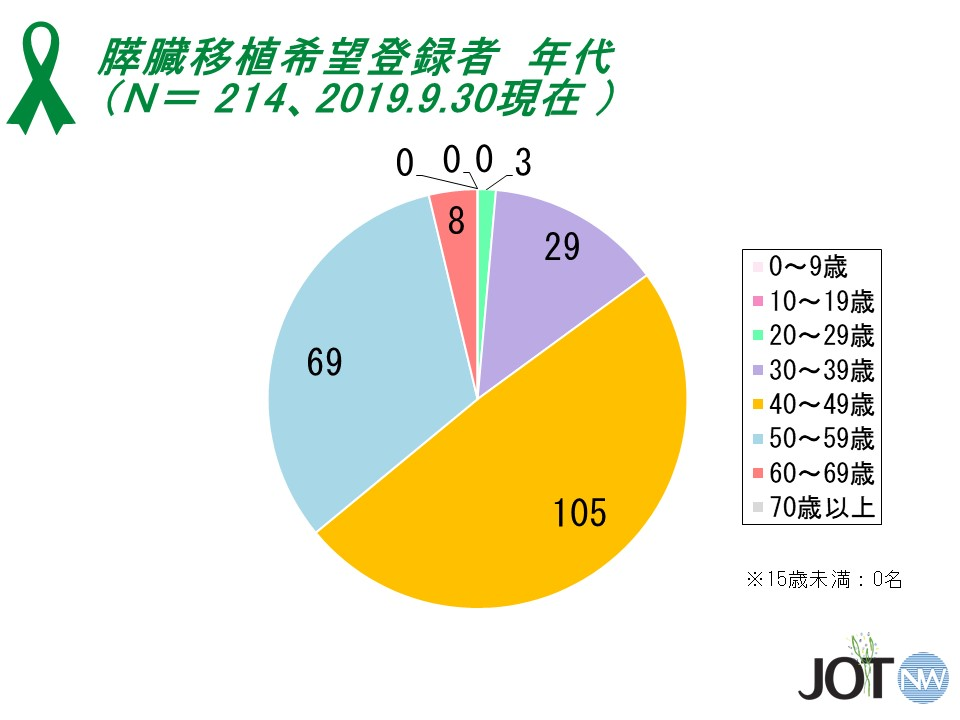 膵臓移植希望登録者 年代
（N＝ 214、2019.9.30現在 ）
0 0 0 3
8
29
69
105
0～9歳
10～19歳
20～29歳
30～39歳
40～49歳
50～59歳
60～69歳
70歳以上
※15歳未満：0名
JOT NW